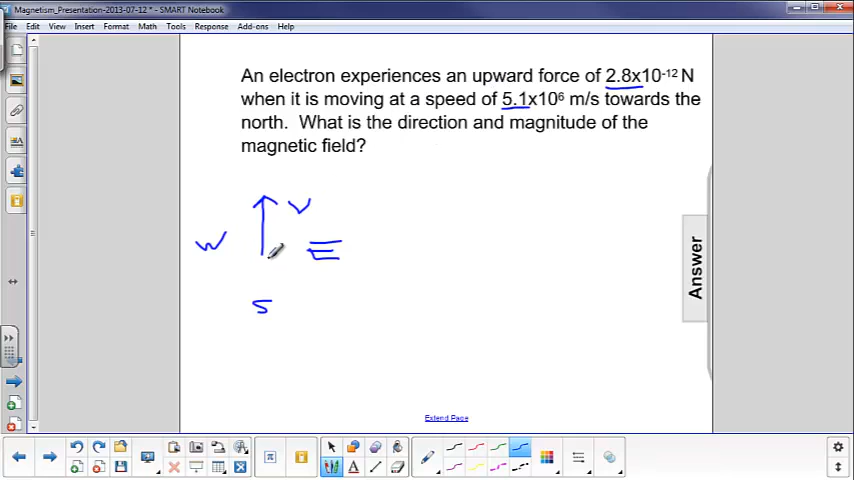 Magnetism_Presentation-2013-07-12 * - SMART Notebook
File Edit View Insert Format Math Tools Response Add-ons Help
An electron experiences an upward force of 2.8x10-12 N
when it is moving at a speed of 5.1x10⁶ m/s towards the
north. What is the direction and magnitude of the
magnetic field?
V
W
E
S
Answer
Extend Page